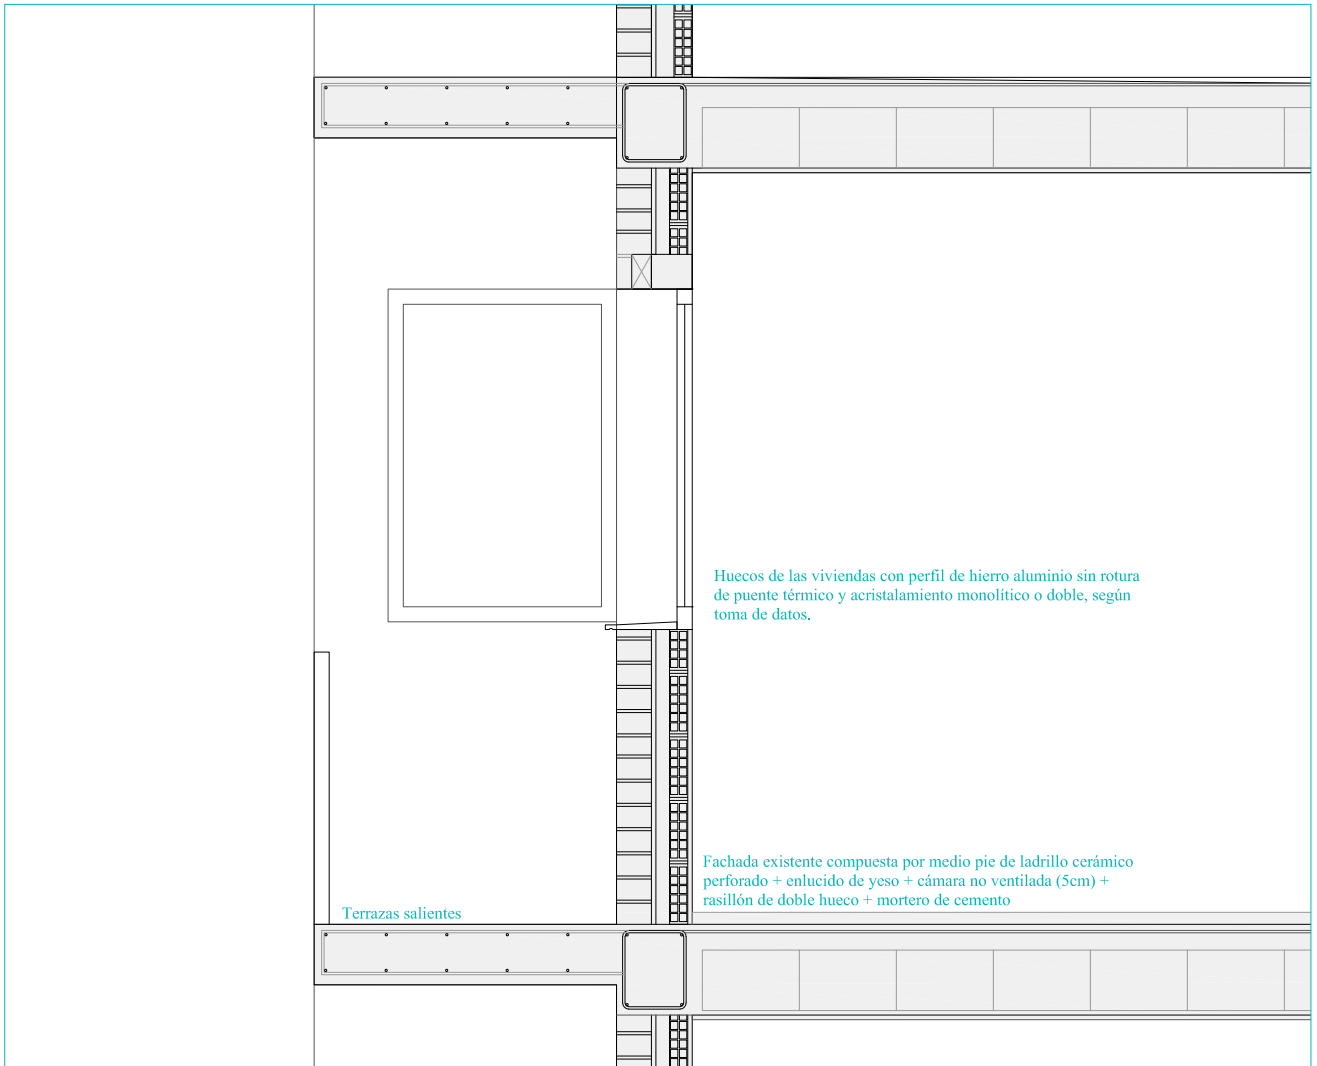 Huecos de las viviendas con perfil de hierro aluminio sin rotura
de puente térmico y acristalamiento monolítico o doble, según
toma de datos.
Fachada existente compuesta por medio pie de ladrillo cerámico
perforado + enlucido de yeso + cámara no ventilada (5cm) +
rasillón de doble hueco + mortero de cemento
Terrazas salientes